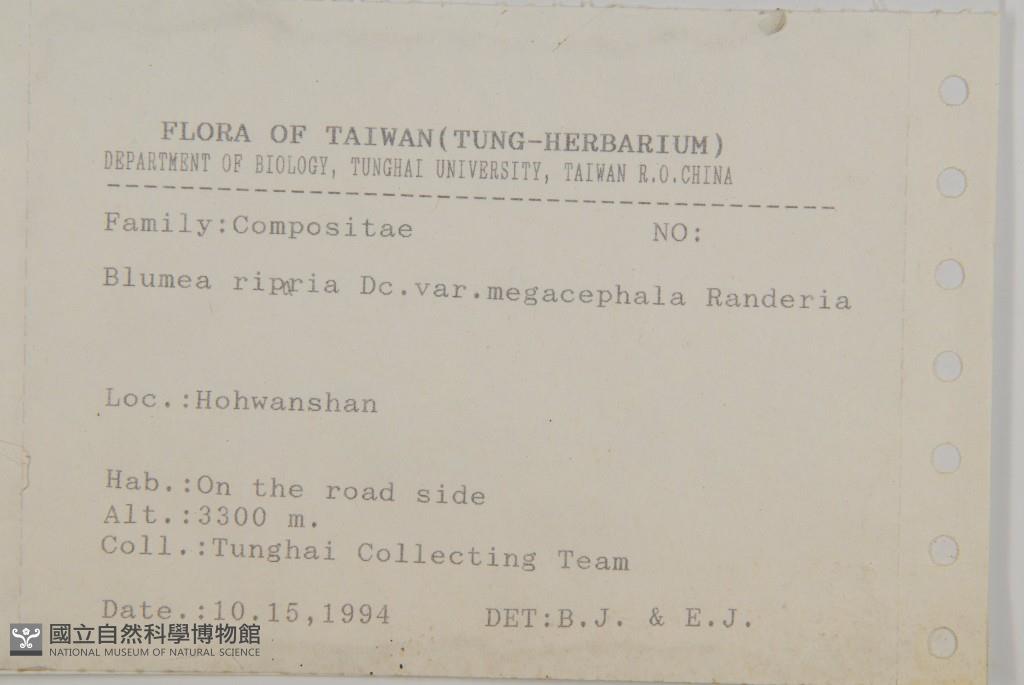 FLORA OF TAIWAN(TUNG-HERBARIUM)
DEPARTMENT OF BIOLOGY, TUNGHAI UNIVERSITY, TAIWAN R.O.CHINA
Family:Compositae NO:
Blumea riparia Dc.var.megacephala Randeria
Loc.:Hohwanshan
Hab.:On the road side
Alt.:3300 m.
Coll.:Tunghai Collecting Team
Date.:10.15,1994 DET:B.J. & E.J.
國立自然科學博物館
NATIONAL MUSEUM OF NATURAL SCIENCE